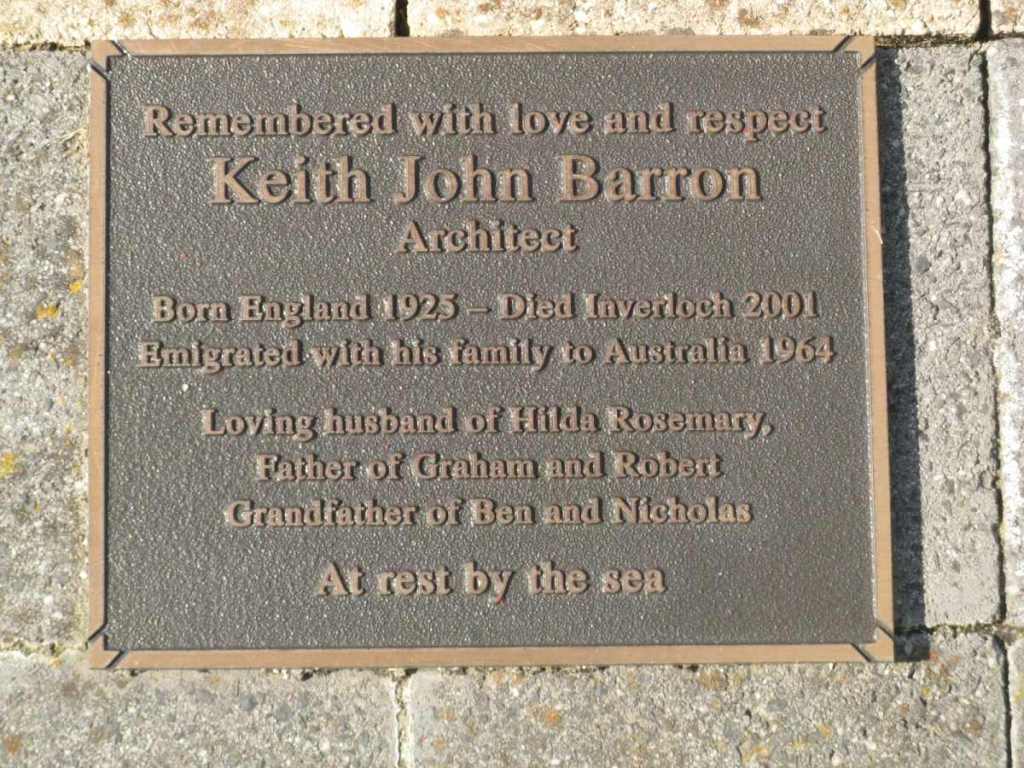 Remembered with love and respect
Keith John Barron
Architect
Born England 1925 – Died Inverloch 2001
Emigrated with his family to Australia 1964
Loving husband of Hilda Rosemary,
Father of Graham and Robert
Grandfather of Ben and Nicholas
At rest by the sea